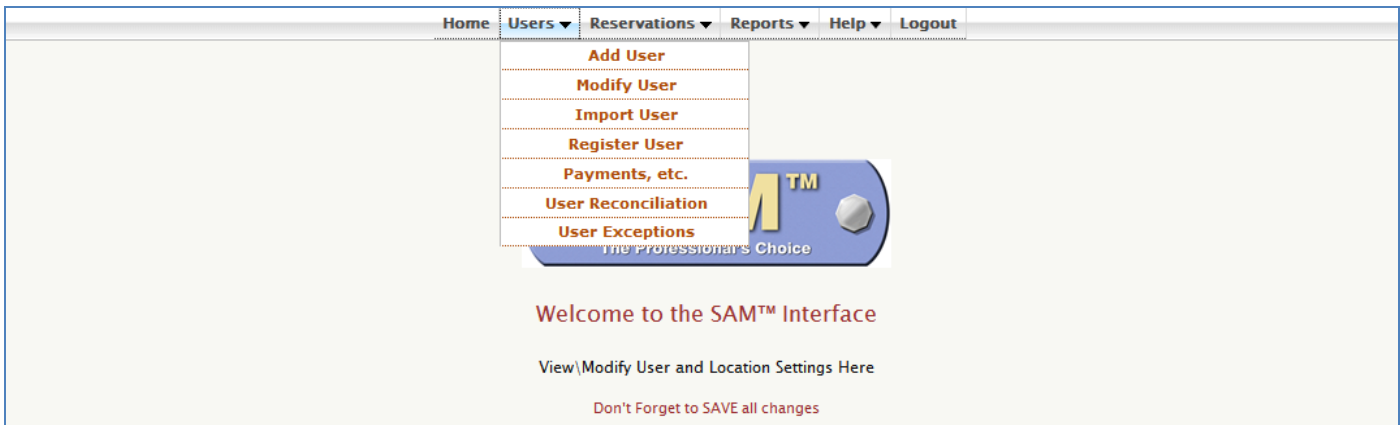 Home Users Reservations Reports Help Logout
Add User
Modify User
Import User
Register User
Payments, etc.
User Reconciliation
User Exceptions
TM
The Professional's Choice
Welcome to the SAM™ Interface
View\Modify User and Location Settings Here
Don't Forget to SAVE all changes